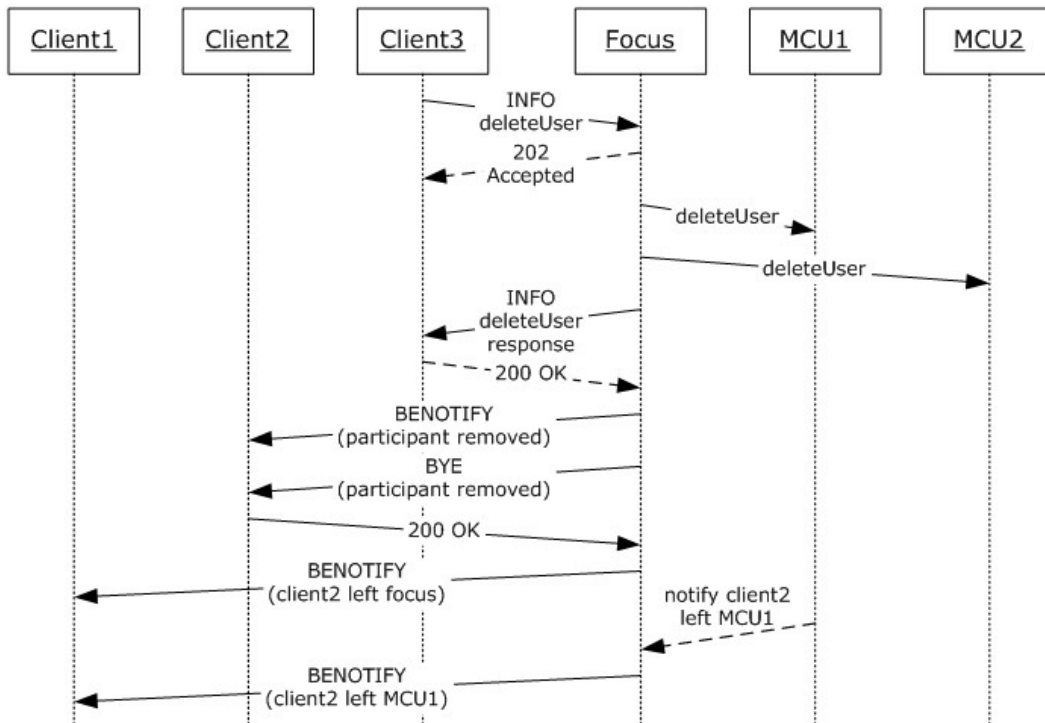 Client1
Client2
Client3
Focus
MCU1
MCU2
INFO
deleteUser
202
Accepted
deleteUser
deleteUser
INFO
deleteUser
response
200 OK
BENOTIFY
(participant removed)
BYE
(participant removed)
200 OK
BENOTIFY
(client2 left focus)
notify client2
left MCU1
BENOTIFY
(client2 left MCU1)